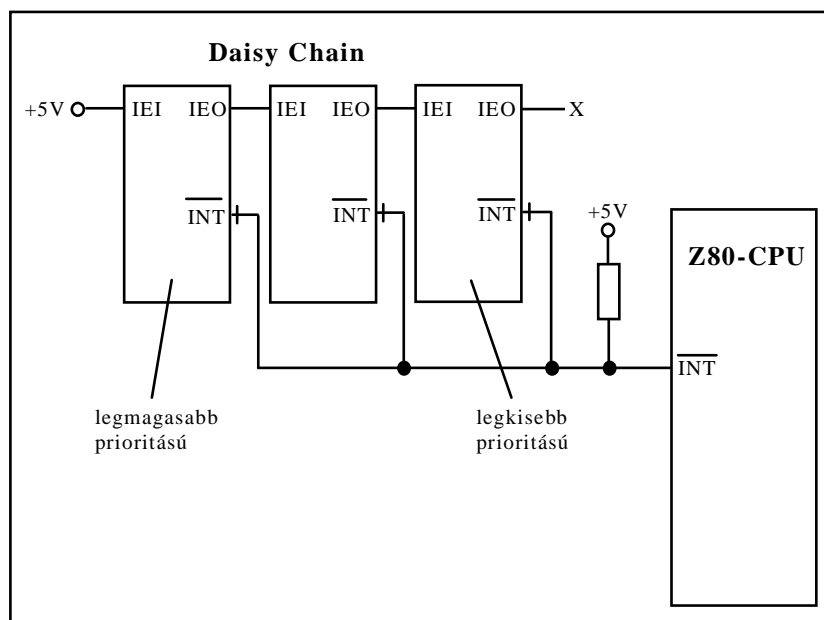 Daisy Chain
+5V IEI IEO IEI IEO IEI IEO X
INT INT INT
+5V
Z80-CPU
INT
legmagasabb
prioritású
legkisebb
prioritású